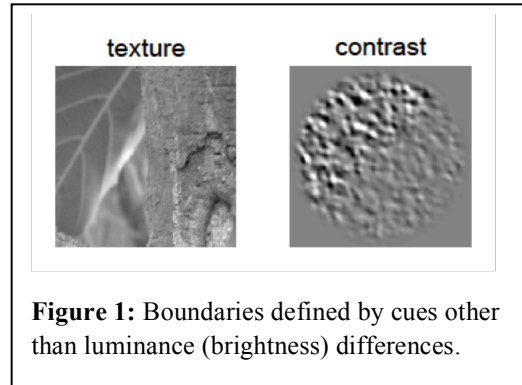 texture contrast
Figure 1: Boundaries defined by cues other
than luminance (brightness) differences.